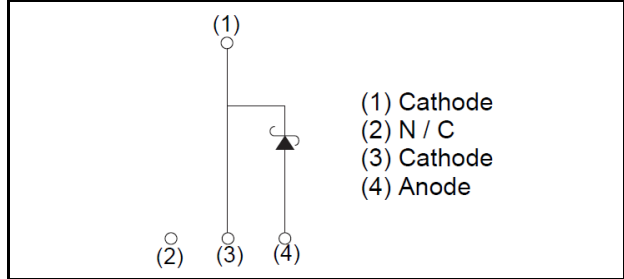 (1)
(1) Cathode
(2) N / C
(3) Cathode
(4) Anode
(2) (3) (4)